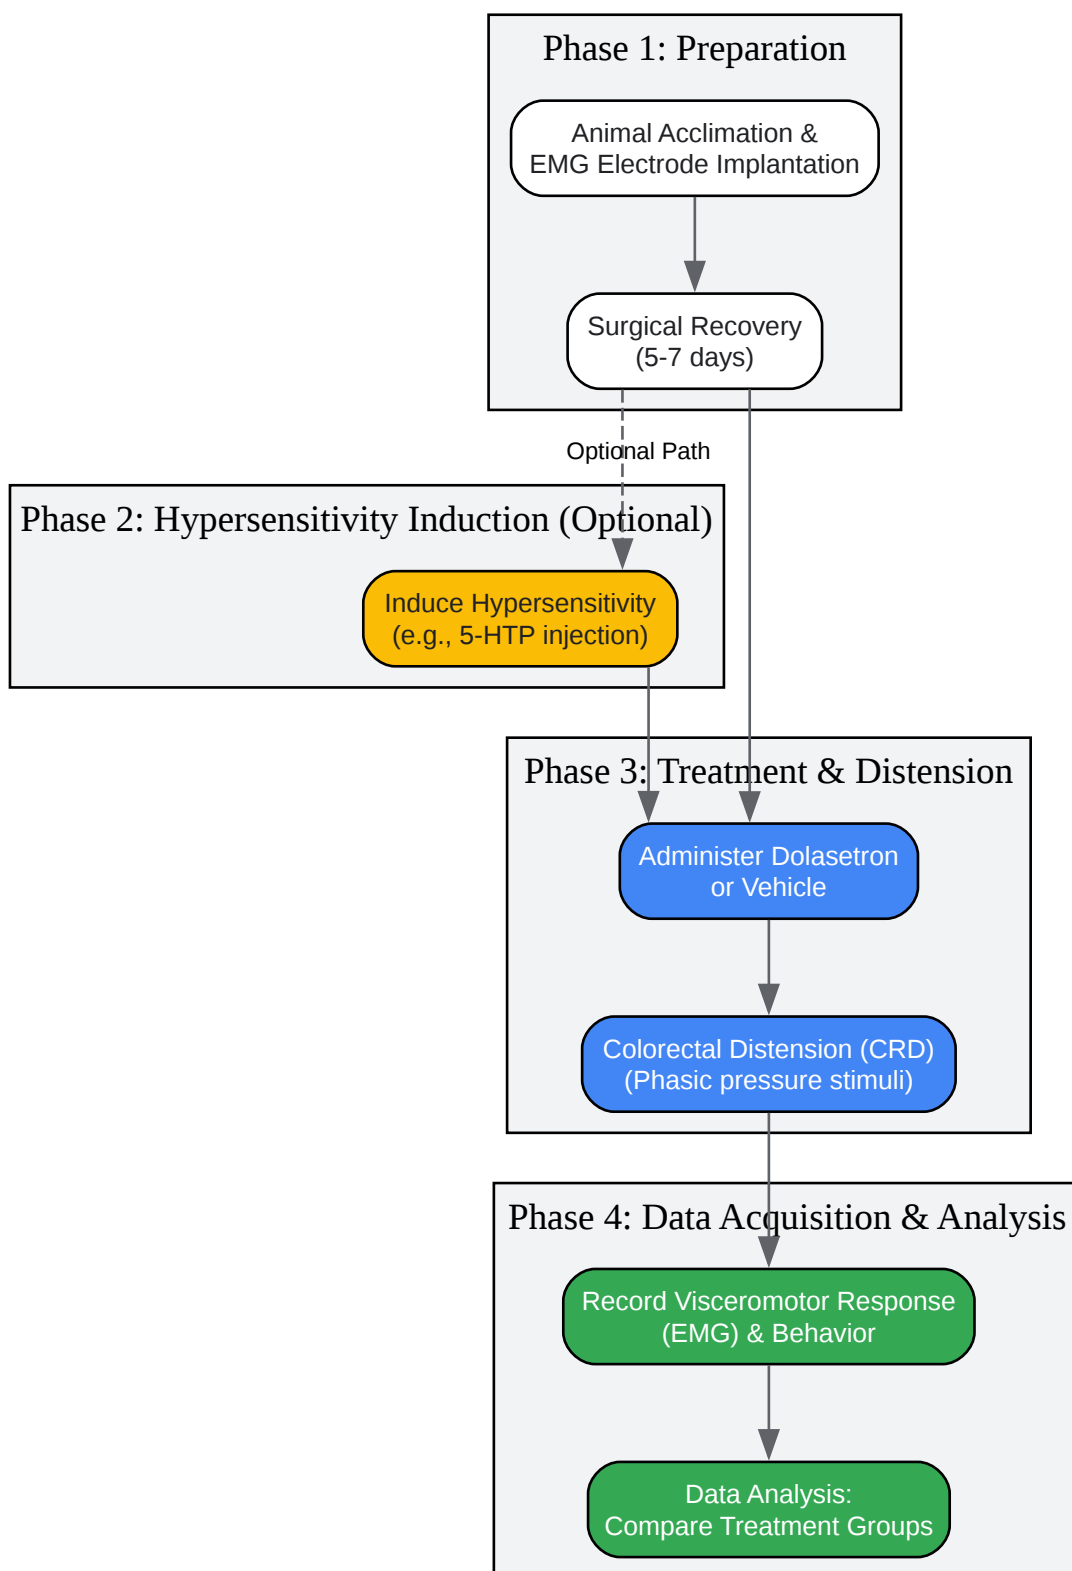 Phase 1: Preparation
Animal Acclimation &
EMG Electrode Implantation
Surgical Recovery
(5-7 days)
Optional Path
Phase 2: Hypersensitivity Induction (Optional)
Induce Hypersensitivity
(e.g., 5-HTP injection)
Phase 3: Treatment & Distension
Administer Dolasetron
or Vehicle
Colorectal Distension (CRD)
(Phasic pressure stimuli)
Phase 4: Data Acquisition & Analysis
Record Visceromotor Response
(EMG) & Behavior
Data Analysis:
Compare Treatment Groups